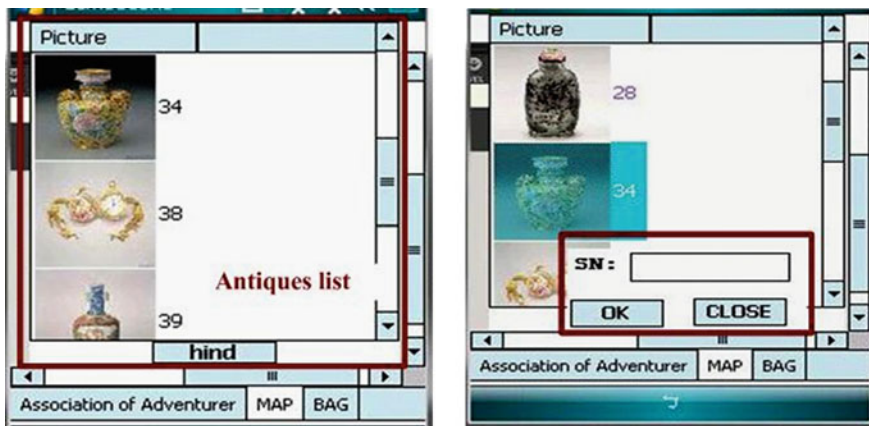 Picture
34
38
Antiques list
39
hind
Association of Adventurer MAP BAG
Picture
28
34
SN:
OK CLOSE
Association of Adventurer MAP BAG